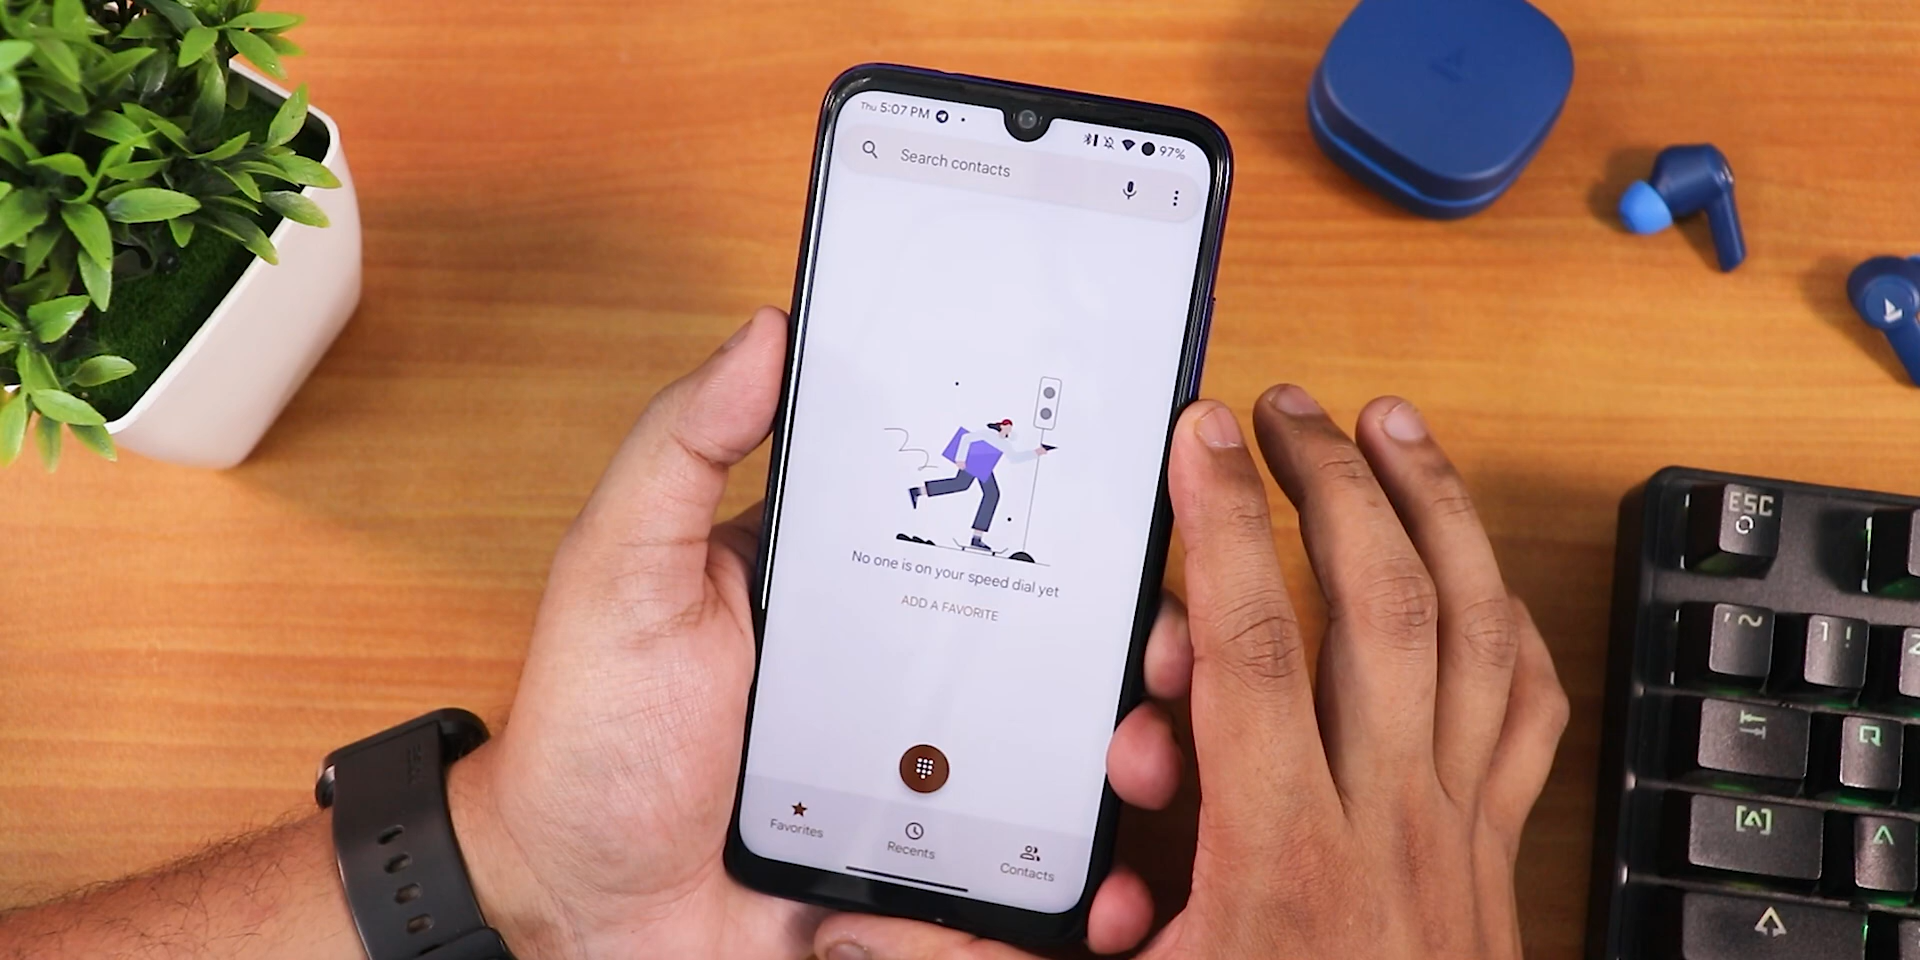 Thu 5:07 PM
97%
Search contacts
No one is on your speed dial yet
ADD A FAVORITE
Favorites
Recents
Contacts
ESC
' ~
1 !
Q
[A]
A